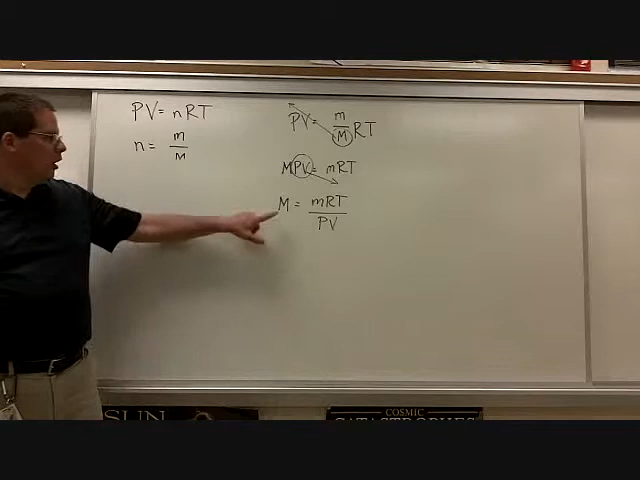 PV = nRT
n = m/M
PV = m/M RT
MPV = mRT
M = mRT/PV
SUN
COSMIC
CATASTROPHES